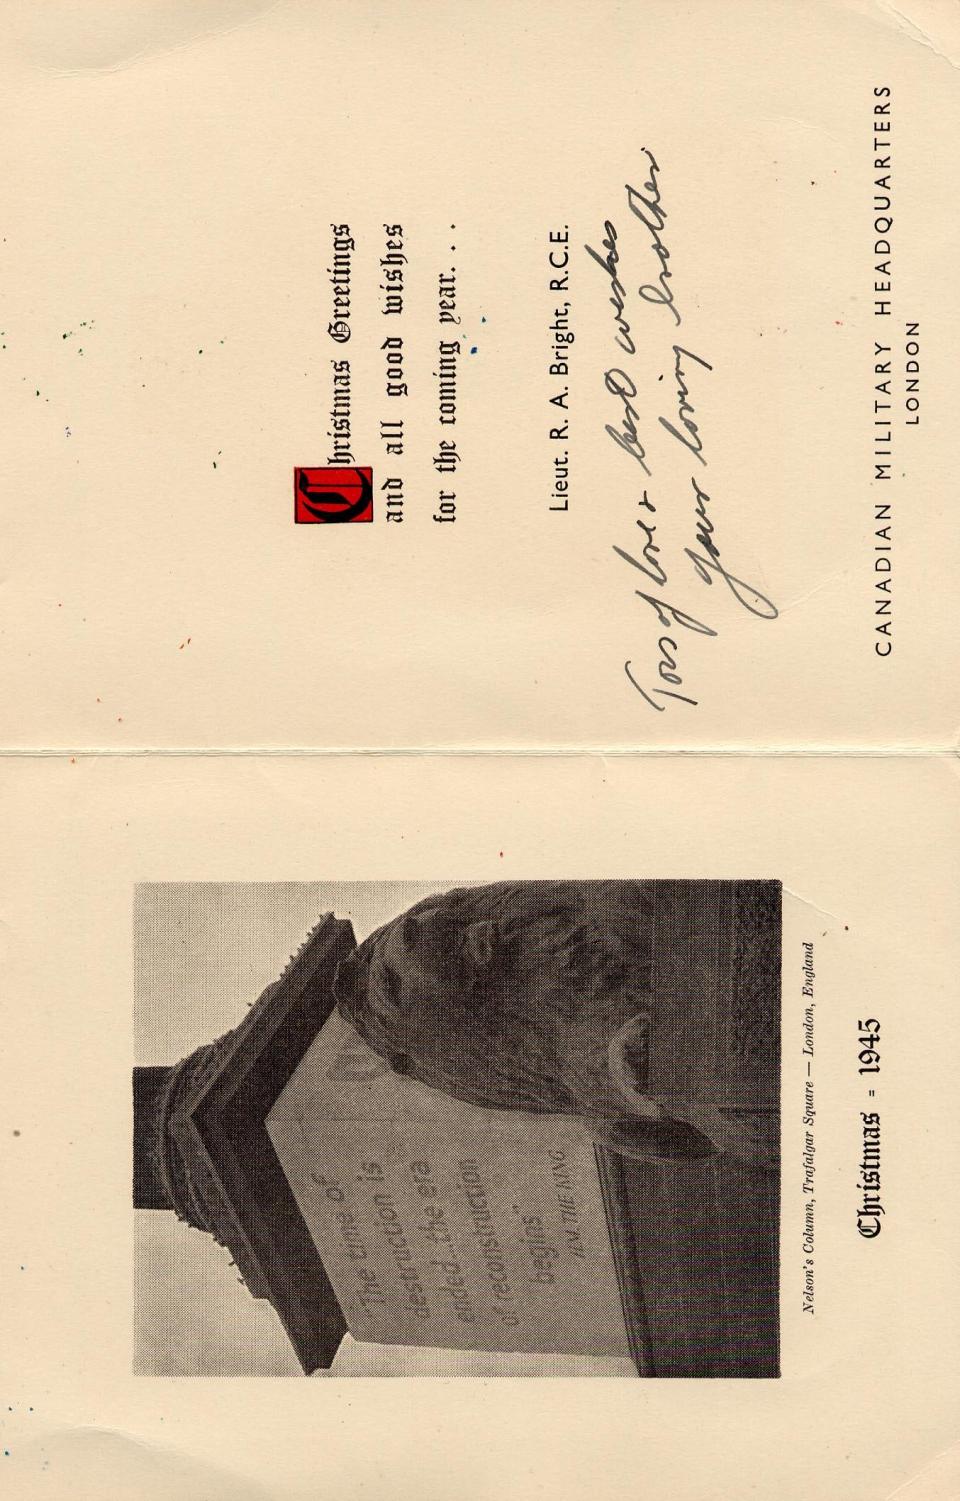 "The time of
destruction is
ended...the era
of reconstruction
begins"
H.M. THE KING
Nelson's Column, Trafalgar Square — London, England
Christmas = 1945
Christmas Greetings
and all good wishes
for the coming year. . .
Lieut. R. A. Bright, R.C.E.
Tons of love & best wishes
your loving brother
CANADIAN MILITARY HEADQUARTERS
LONDON